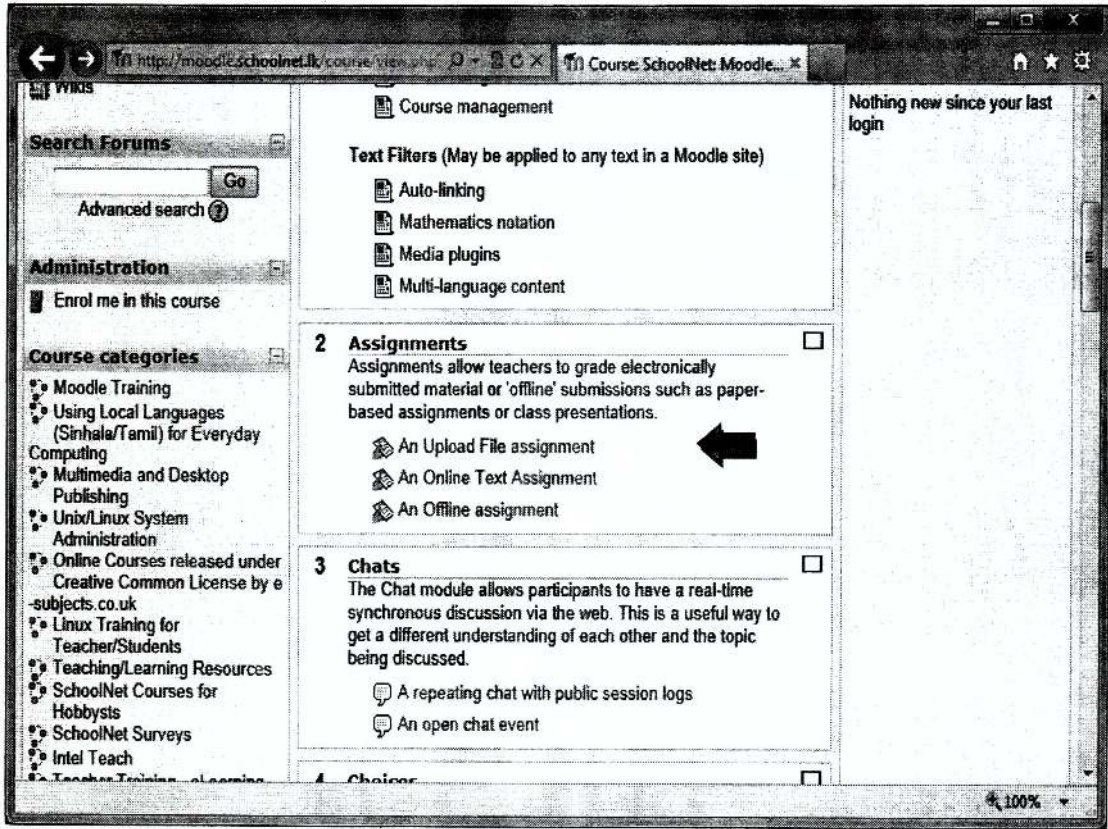 http://moodle.schoolnet.lk/course/view.php
Course: SchoolNet: Moodle...
Wikis
Search Forums
Go
Advanced search
Administration
Enrol me in this course
Course categories
Moodle Training
Using Local Languages
(Sinhala/Tamil) for Everyday
Computing
Multimedia and Desktop
Publishing
Unix/Linux System
Administration
Online Courses released under
Creative Common License by e
-subjects.co.uk
Linux Training for
Teacher/Students
Teaching/Learning Resources
SchoolNet Courses for
Hobbysts
SchoolNet Surveys
Intel Teach
Course management
Text Filters (May be applied to any text in a Moodle site)
Auto-linking
Mathematics notation
Media plugins
Multi-language content
2 Assignments
Assignments allow teachers to grade electronically
submitted material or 'offline' submissions such as paper-
based assignments or class presentations.
An Upload File assignment
An Online Text Assignment
An Offline assignment
3 Chats
The Chat module allows participants to have a real-time
synchronous discussion via the web. This is a useful way to
get a different understanding of each other and the topic
being discussed.
A repeating chat with public session logs
An open chat event
4 Choices
Nothing new since your last
login
100%